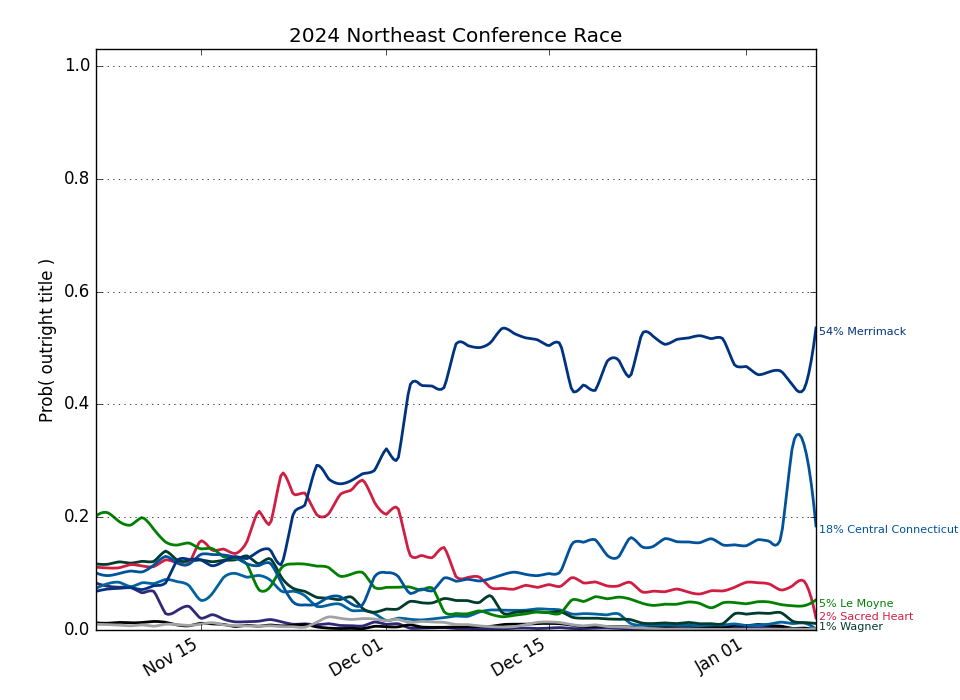 2024 Northeast Conference Race
1.0
0.8
0.6
0.4
0.2
0.0
Prob( outright title )
54% Merrimack
18% Central Connecticut
5% Le Moyne
2% Sacred Heart
1% Wagner
Nov 15
Dec 01
Dec 15
Jan 01